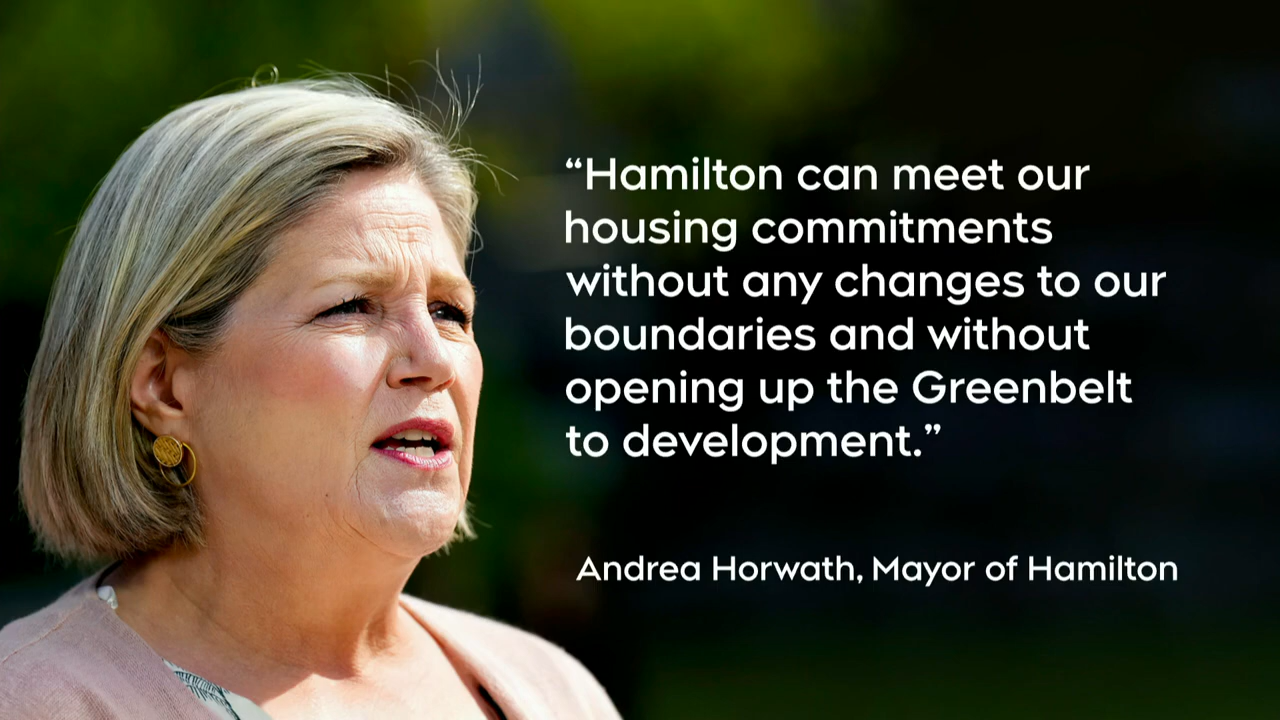 “Hamilton can meet our
housing commitments
without any changes to our
boundaries and without
opening up the Greenbelt
to development.”
Andrea Horwath, Mayor of Hamilton